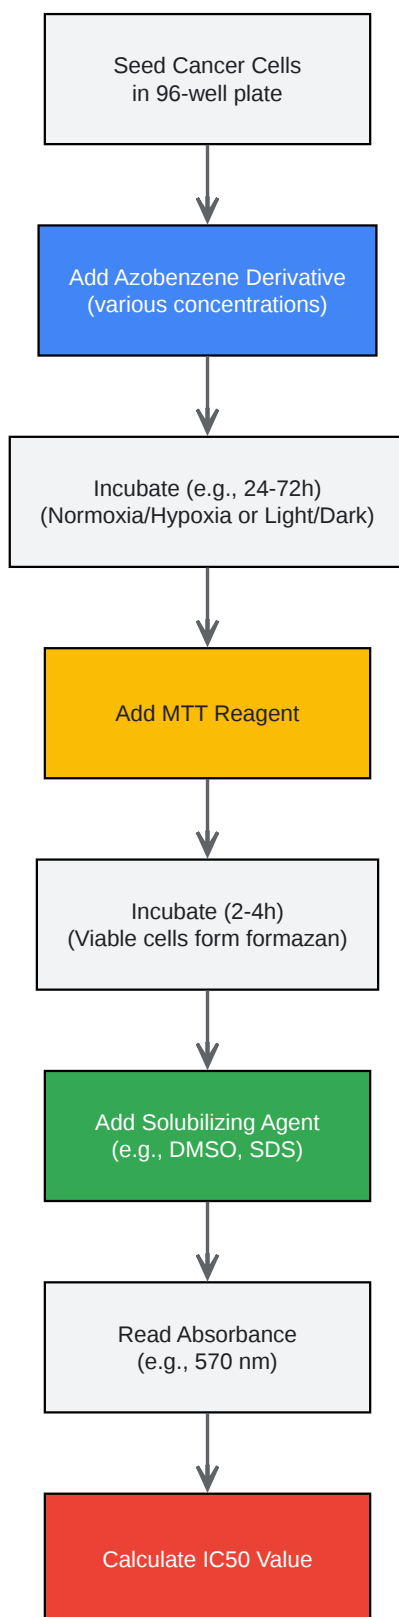 Seed Cancer Cells
in 96-well plate
Add Azobenzene Derivative
(various concentrations)
Incubate (e.g., 24-72h)
(Normoxia/Hypoxia or Light/Dark)
Add MTT Reagent
Incubate (2-4h)
(Viable cells form formazan)
Add Solubilizing Agent
(e.g., DMSO, SDS)
Read Absorbance
(e.g., 570 nm)
Calculate IC50 Value